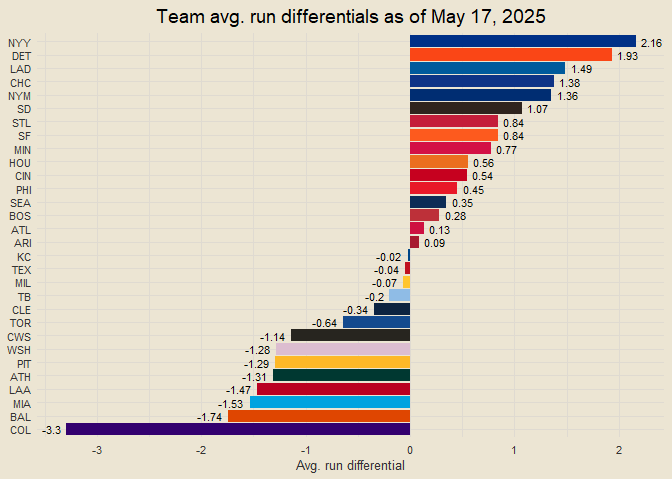 Team avg. run differentials as of May 17, 2025
NYY 2.16
DET 1.93
LAD 1.49
CHC 1.38
NYM 1.36
SD 1.07
STL 0.84
SF 0.84
MIN 0.77
HOU 0.56
CIN 0.54
PHI 0.45
SEA 0.35
BOS 0.28
ATL 0.13
ARI 0.09
KC -0.02
TEX -0.04
MIL -0.07
TB -0.2
CLE -0.34
TOR -0.64
CWS -1.14
WSH -1.28
PIT -1.29
ATH -1.31
LAA -1.47
MIA -1.53
BAL -1.74
COL -3.3
-3 -2 -1 0 1 2
Avg. run differential